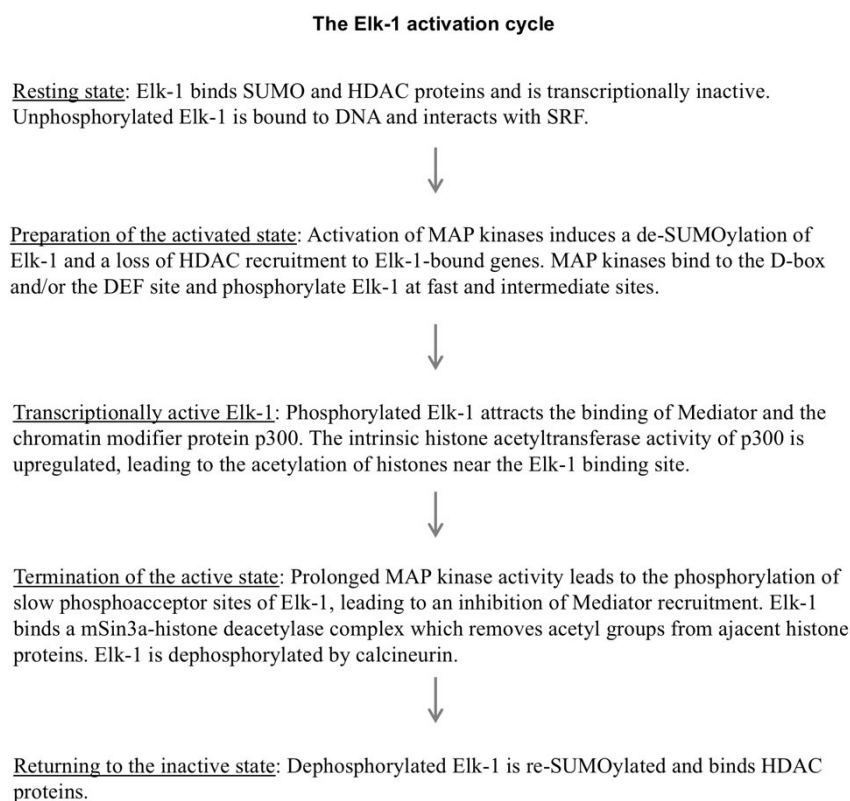 The Elk-1 activation cycle
Resting state: Elk-1 binds SUMO and HDAC proteins and is transcriptionally inactive.
Unphosphorylated Elk-1 is bound to DNA and interacts with SRF.
Preparation of the activated state: Activation of MAP kinases induces a de-SUMOylation of
Elk-1 and a loss of HDAC recruitment to Elk-1-bound genes. MAP kinases bind to the D-box
and/or the DEF site and phosphorylate Elk-1 at fast and intermediate sites.
Transcriptionally active Elk-1: Phosphorylated Elk-1 attracts the binding of Mediator and the
chromatin modifier protein p300. The intrinsic histone acetyltransferase activity of p300 is
upregulated, leading to the acetylation of histones near the Elk-1 binding site.
Termination of the active state: Prolonged MAP kinase activity leads to the phosphorylation of
slow phosphoacceptor sites of Elk-1, leading to an inhibition of Mediator recruitment. Elk-1
binds a mSin3a-histone deacetylase complex which removes acetyl groups from ajacent histone
proteins. Elk-1 is dephosphorylated by calcineurin.
Returning to the inactive state: Dephosphorylated Elk-1 is re-SUMOylated and binds HDAC
proteins.